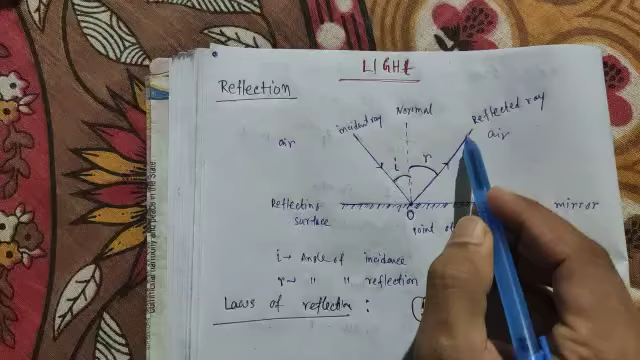 LIGHt
Reflection
Normal
incident ray
Reflected ray
air
air
i
r
Reflecting
surface
mirror
O
point of
i → Angle of incidance
r → " " reflection
Laws of reflection :